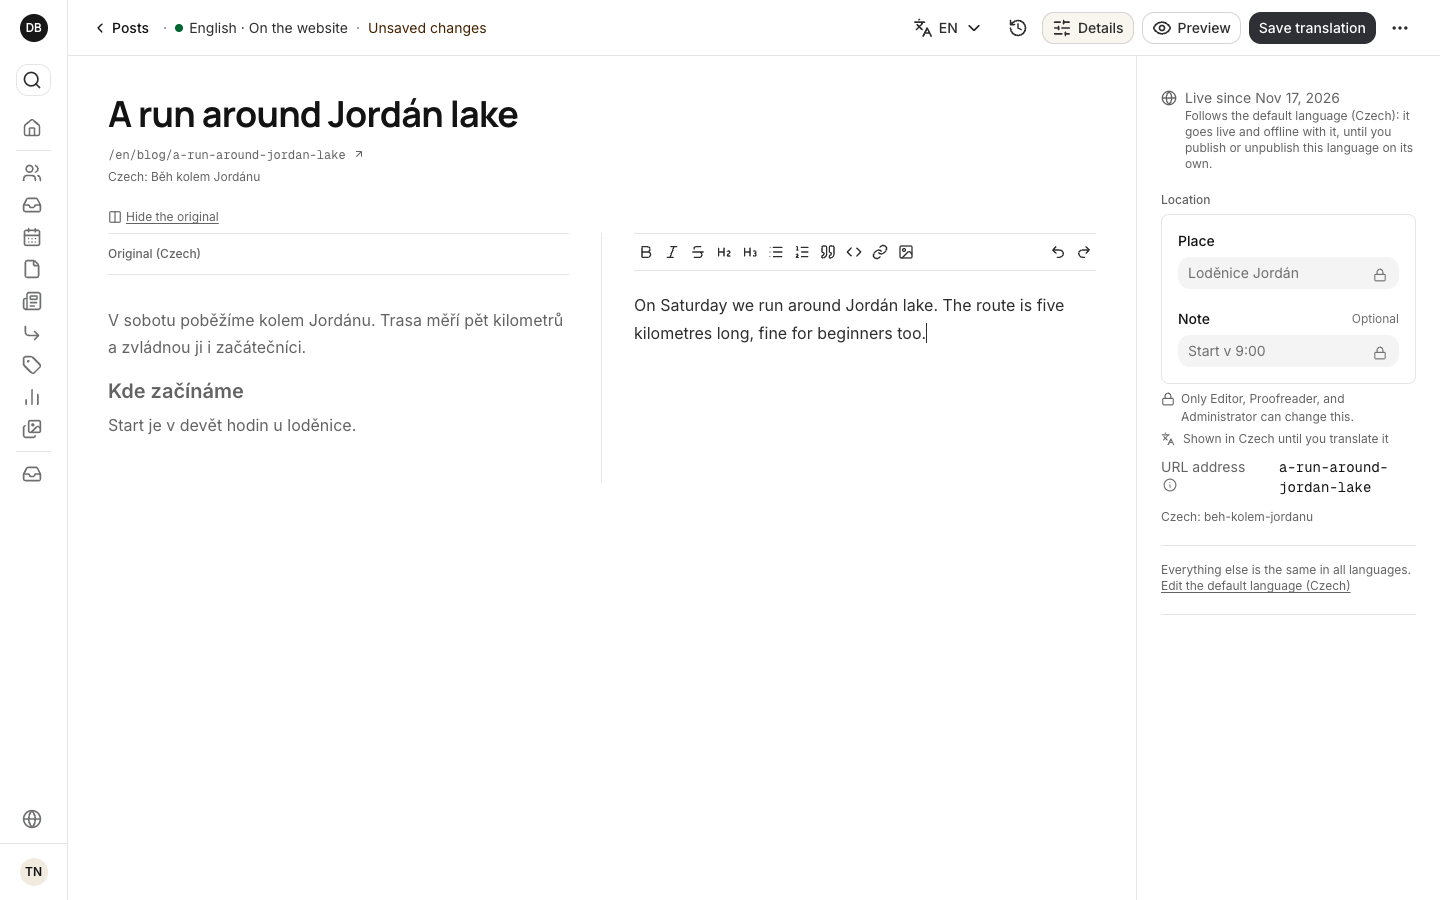 DB
Posts · English · On the website · Unsaved changes
EN
Details
Preview
Save translation
A run around Jordán lake
/en/blog/a-run-around-jordan-lake
Czech: Běh kolem Jordánu
Hide the original
Original (Czech)
V sobotu poběžíme kolem Jordánu. Trasa měří pět kilometrů
a zvládnou ji i začátečníci.
Kde začínáme
Start je v devět hodin u loděnice.
H2
H3
On Saturday we run around Jordán lake. The route is five
kilometres long, fine for beginners too.
Live since Nov 17, 2026
Follows the default language (Czech): it
goes live and offline with it, until you
publish or unpublish this language on its
own.
Location
Place
Loděnice Jordán
Note Optional
Start v 9:00
Only Editor, Proofreader, and
Administrator can change this.
Shown in Czech until you translate it
URL address
a-run-around-
jordan-lake
Czech: beh-kolem-jordanu
Everything else is the same in all languages.
Edit the default language (Czech)
TN